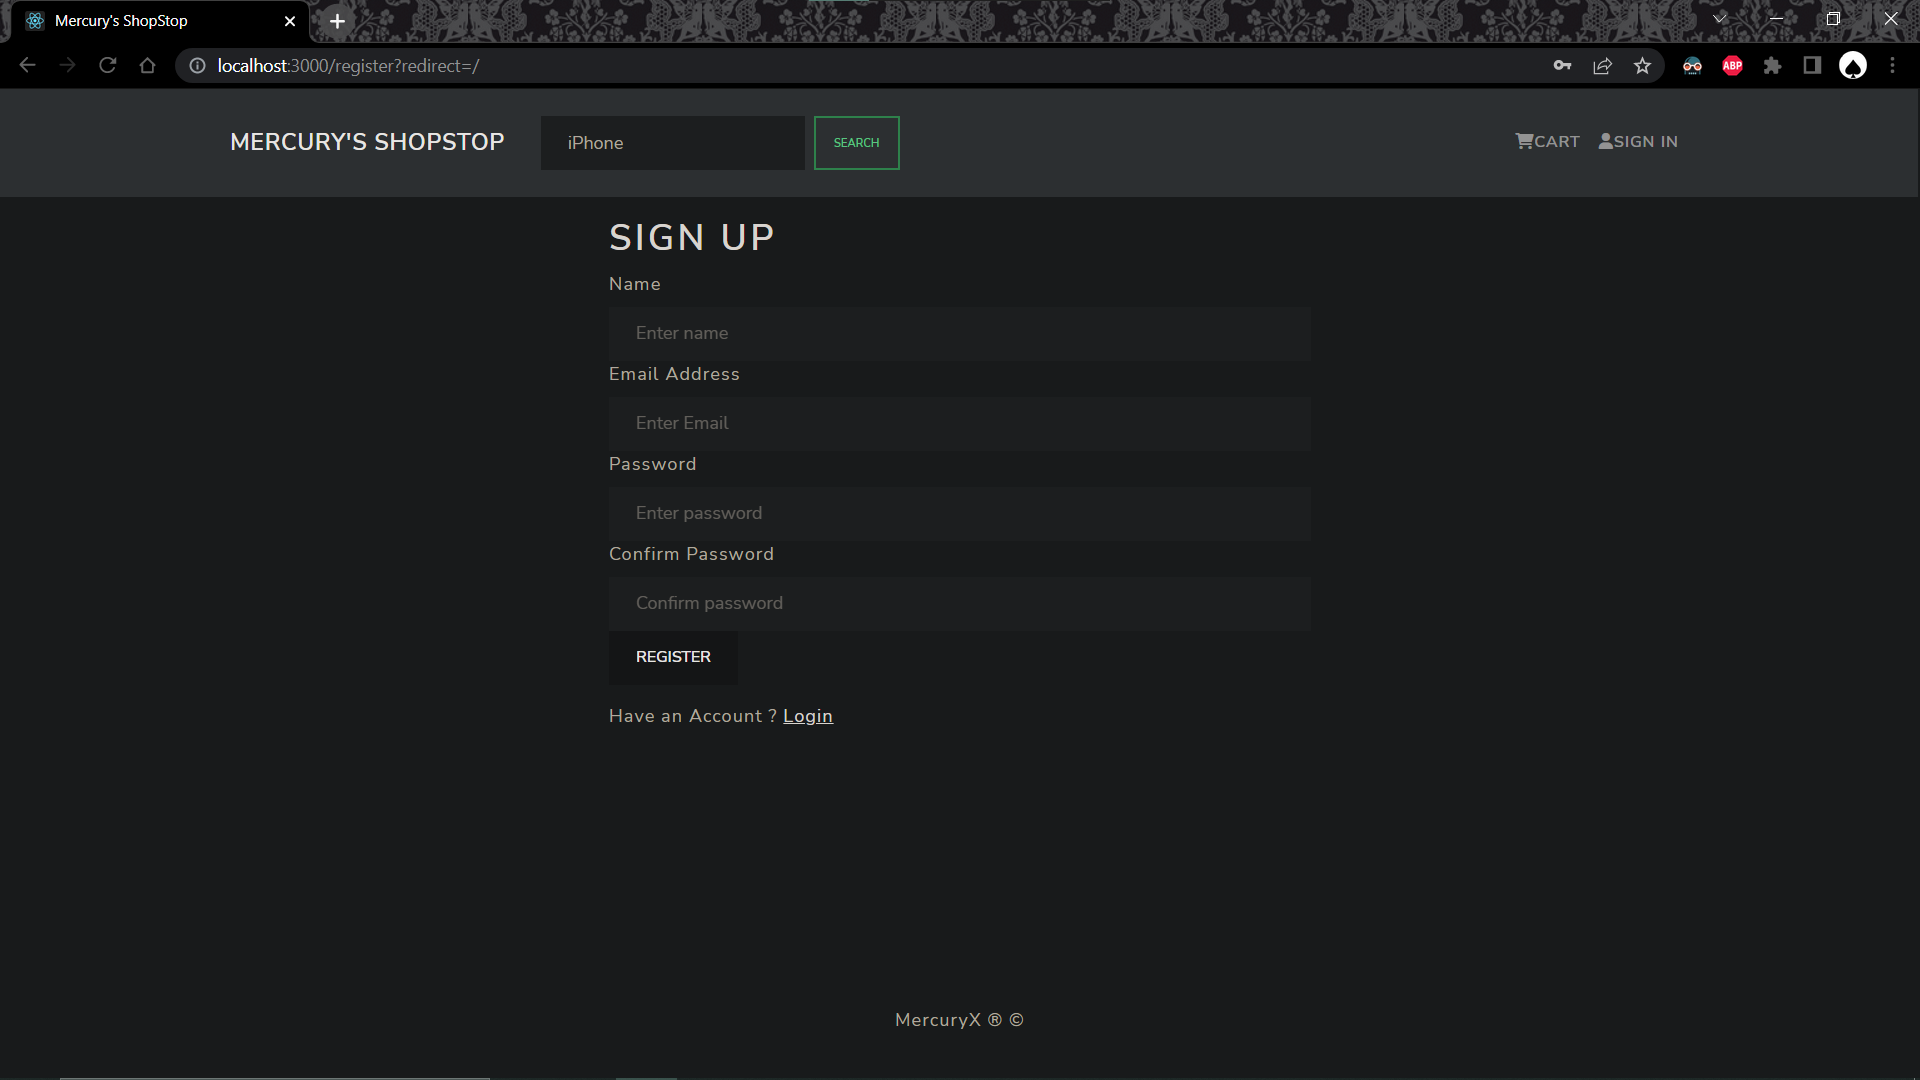 Mercury's ShopStop
localhost:3000/register?redirect=/
ABP
MERCURY'S SHOPSTOP
iPhone
SEARCH
CART
SIGN IN
SIGN UP
Name
Enter name
Email Address
Enter Email
Password
Enter password
Confirm Password
Confirm password
REGISTER
Have an Account ? Login
MercuryX ® ©